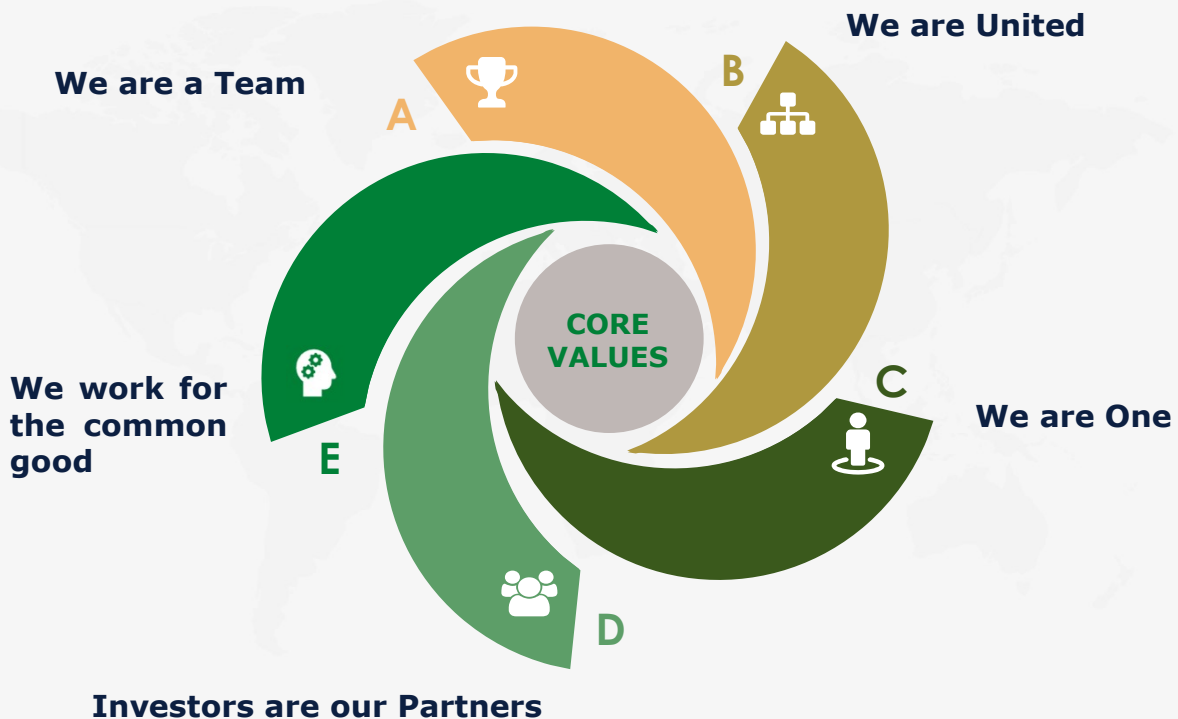 We are United
We are a Team
B
A
CORE
VALUES
C
We are One
We work for
the common
good
E
D
Investors are our Partners